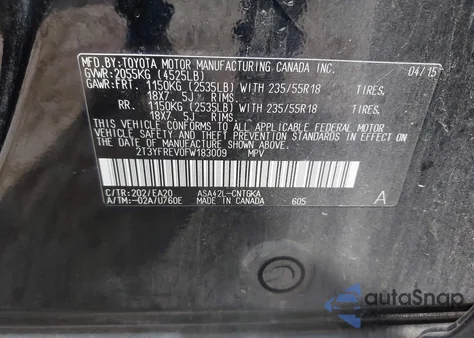 MFD.BY:TOYOTA MOTOR MANUFACTURING CANADA INC. 04/15
GVWR:2055KG (4525LB)
GAWR:FRT. 1150KG (2535LB) WITH 235/55R18 TIRES.
18X7.5J RIMS.
RR. 1150KG (2535LB) WITH 235/55R18 TIRES.
18X7.5J RIMS.
THIS VEHICLE CONFORMS TO ALL APPLICABLE FEDERAL MOTOR
VEHICLE SAFETY AND THEFT PREVENTION STANDARDS IN EFFECT
ON THE DATE OF MANUFACTURE SHOWN ABOVE.
2T3YFREV0FW183009 MPV
C/TR:202/EA20 ASA42L-CNTGKA A
A/TM:-02A/U760E MADE IN CANADA 605
autoSnap